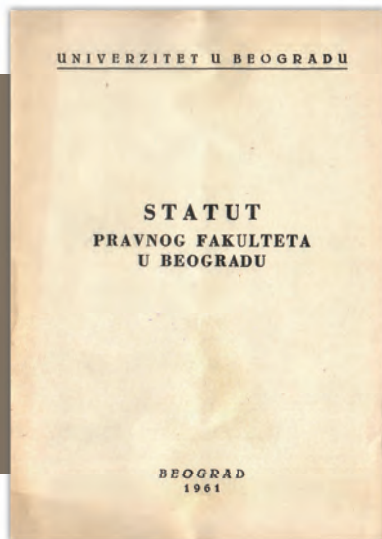 UNIVERZITET U BEOGRADU
STATUT
PRAVNOG FAKULTETA
U BEOGRADU
BEOGRAD
1961